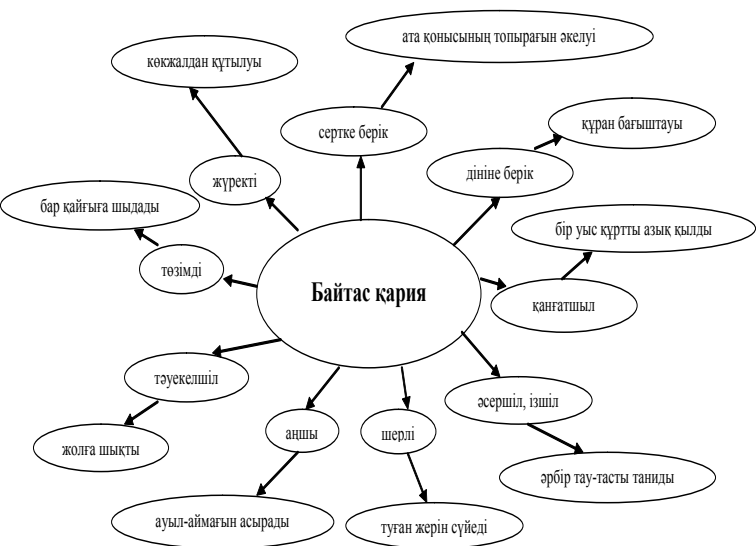 ата қонысының топырағын әкелуі
көкжалдан құтылуы
құран бағыштауы
сертке берік
дініне берік
жүректі
бар қайғыға шыдады
бір уыс құртты азық қылды
төзімді
Байтас қария
қанғатшыл
тәуекелшіл
әсершіл, ізшіл
аңшы
шерлі
жолға шықты
әрбір тау-тасты таниды
ауыл-аймағын асырады
туған жерін сүйеді